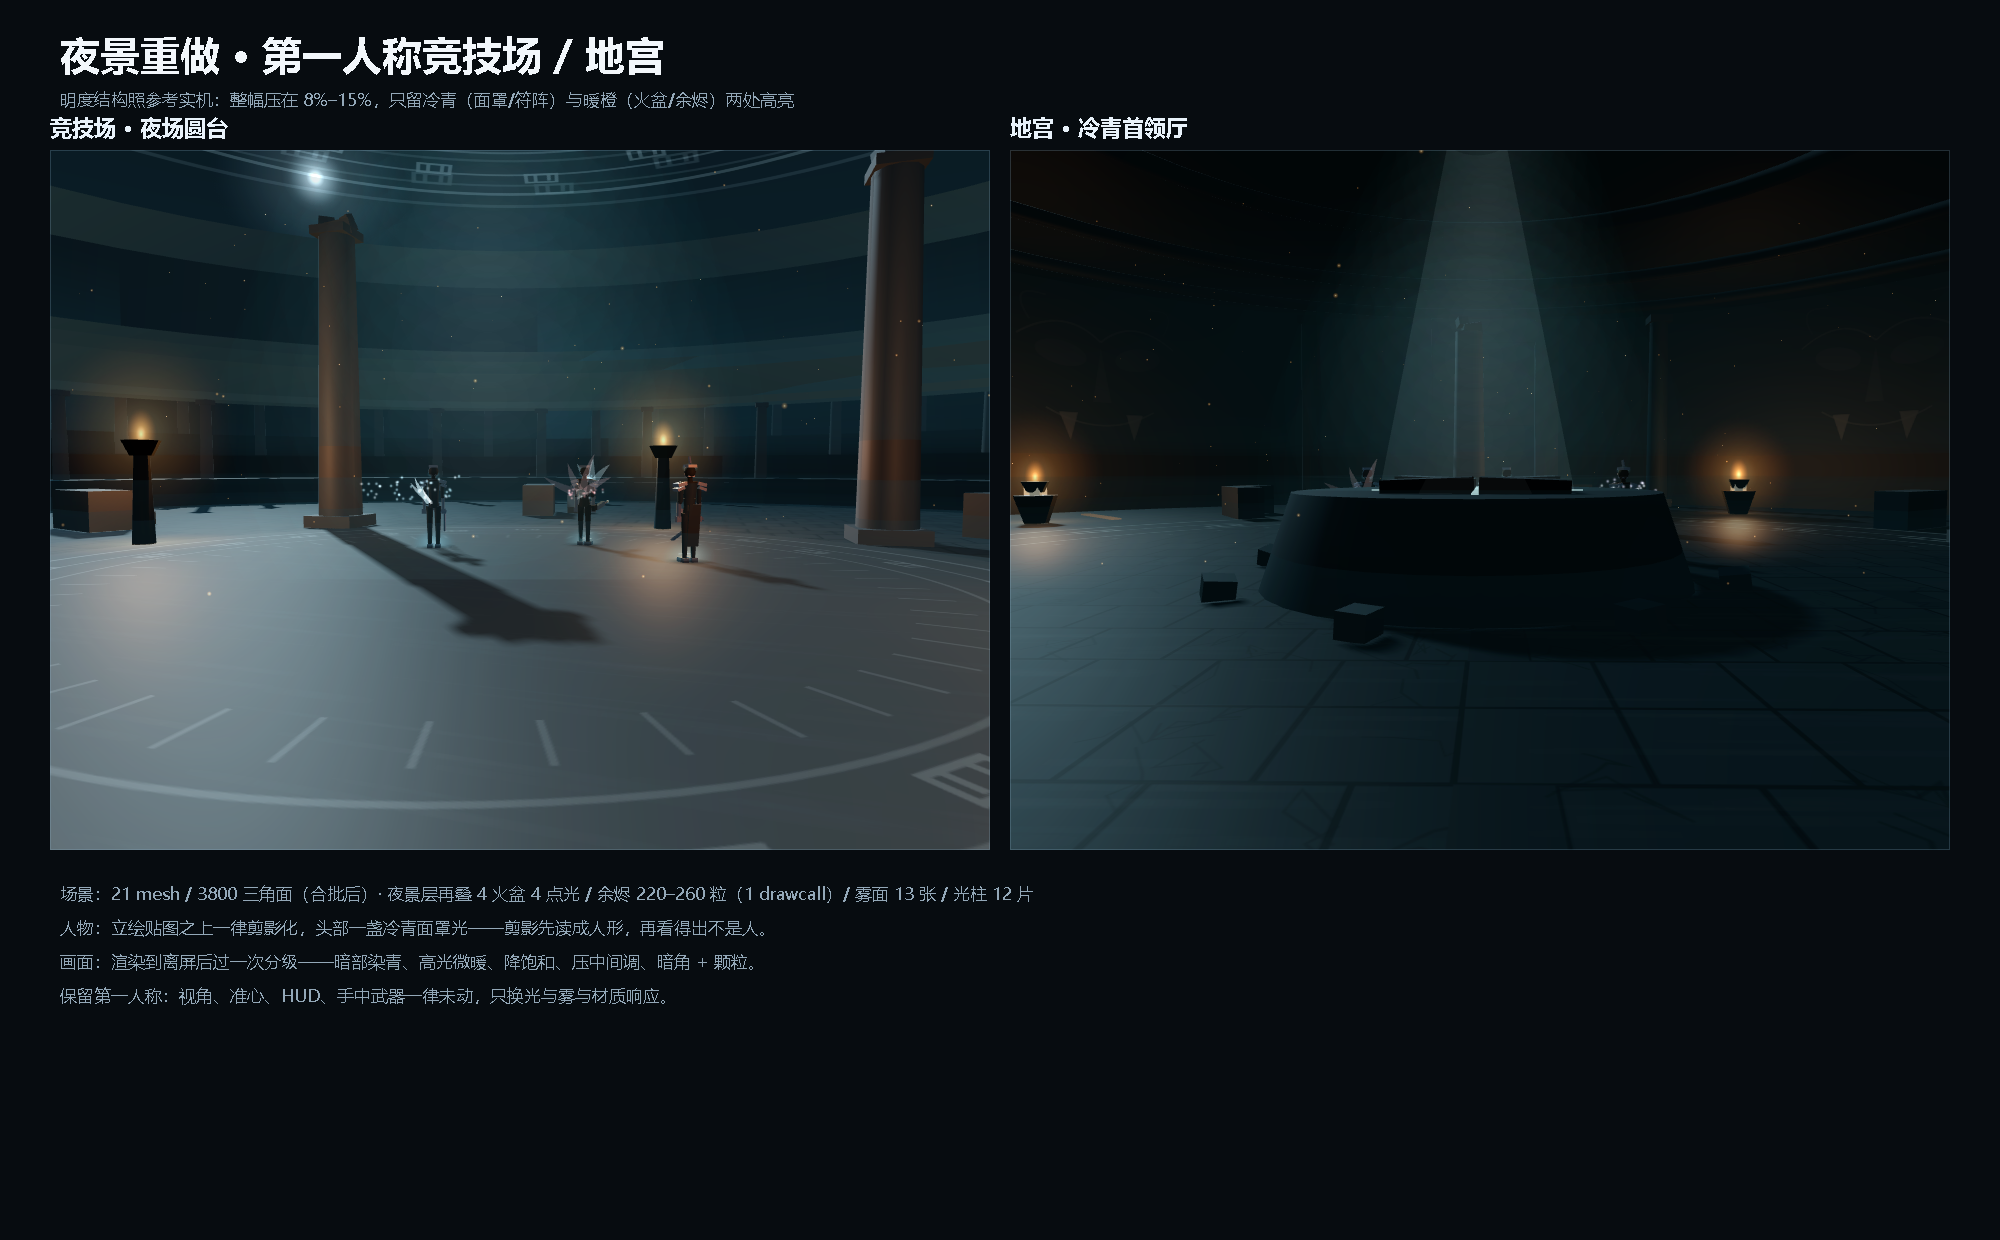 夜景重做 • 第一人称竞技场 / 地宫
明度结构照参考实机：整幅压在 8%–15%，只留冷青（面罩/符阵）与暖橙（火盆/余烬）两处高亮
竞技场 • 夜场圆台
地宫 • 冷青首领厅
场景：21 mesh / 3800 三角面（合批后）· 夜景层再叠 4 火盆 4 点光 / 余烬 220–260 粒（1 drawcall）/ 雾面 13 张 / 光柱 12 片
人物：立绘贴图之上一律剪影化，头部一盏冷青面罩光——剪影先读成人形，再看得出不是人。
画面：渲染到离屏后过一次分级——暗部染青、高光微暖、降饱和、压中间调、暗角 + 颗粒。
保留第一人称：视角、准心、HUD、手中武器一律未动，只换光与雾与材质响应。